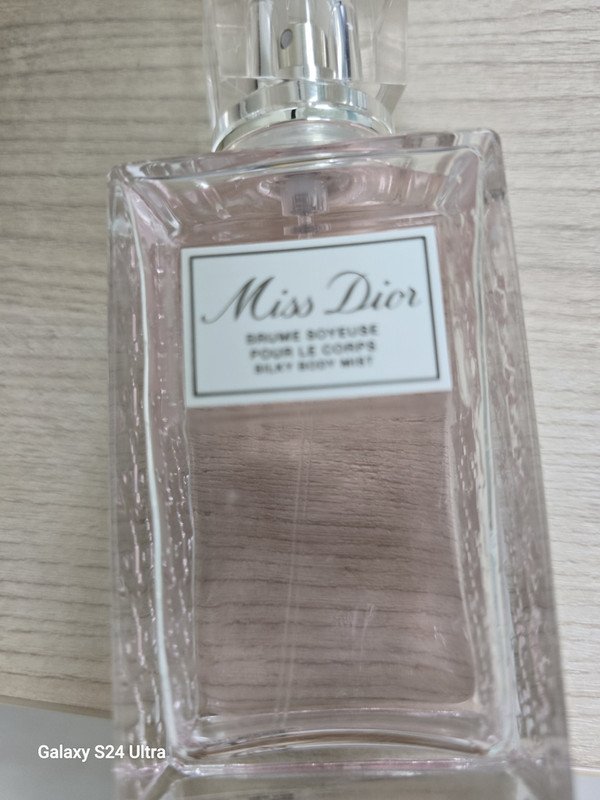 Miss Dior
BRUME SOYEUSE
POUR LE CORPS
SILKY BODY MIST
Galaxy S24 Ultra